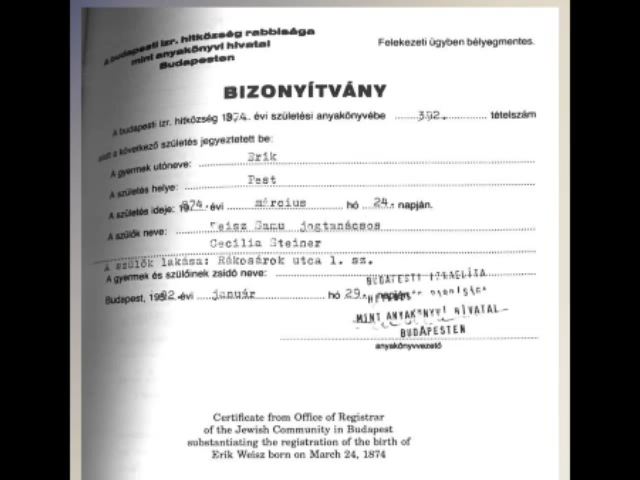 A budapesti izr. hitközség rabbisága
mint anyakönyvi hivatal
Budapesten
Felekezeti ügyben bélyegmentes.
BIZONYÍTVÁNY
A budapesti izr. hitközség 1874. évi születési anyakönyvébe 392. tételszám
alatt a következő születés jegyeztetett be:
A gyermek utóneve: Erik
A születés helye: Pest
A születés ideje: 1874. évi március hó 24. napján.
A szülők neve: Weisz Samu jogtanácsos
Cecilia Steiner
A szülők lakása: Rákosárok utca 1. sz.
A gyermek és szülőinek zsidó neve:
Budapest, 1992. évi január hó 29. napján
BUDAPESTI IZRAELITA
HITKÖZSÉG
MINT ANYAKÖNYVI HIVATAL
BUDAPESTEN
anyakönyvvezető
Certificate from Office of Registrar
of the Jewish Community in Budapest
substantiating the registration of the birth of
Erik Weisz born on March 24, 1874